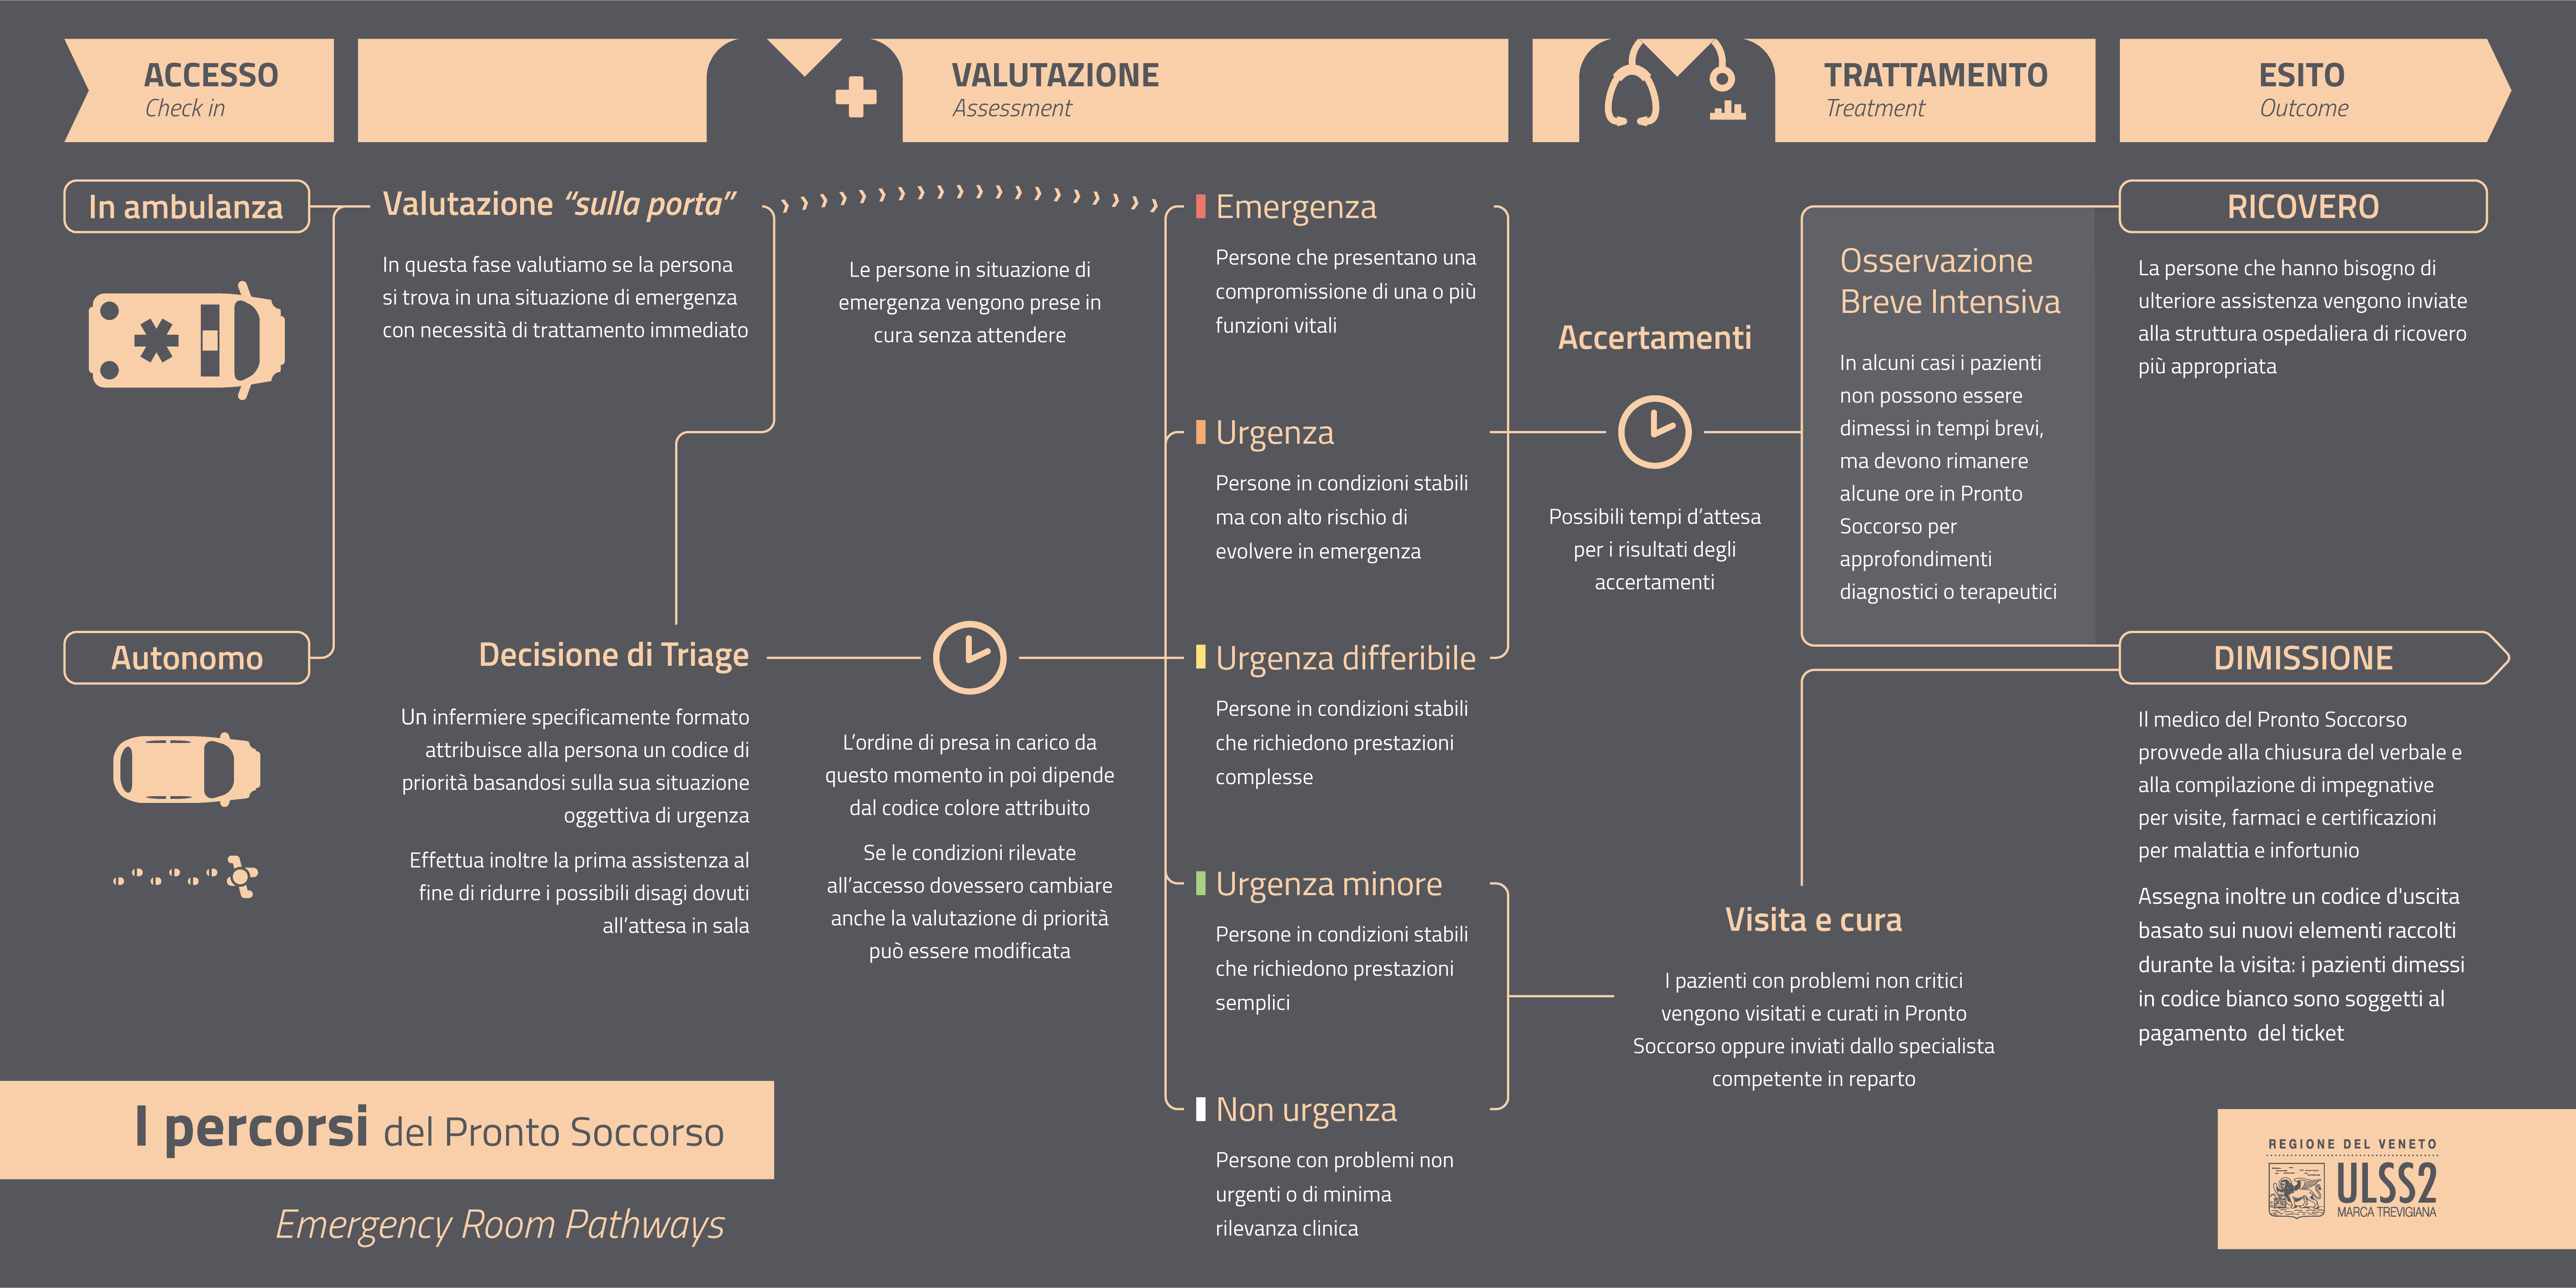 ACCESSO
Check in
VALUTAZIONE
Assessment
TRATTAMENTO
Treatment
ESITO
Outcome
In ambulanza
Autonomo
Valutazione “sulla porta”
In questa fase valutiamo se la persona
si trova in una situazione di emergenza
con necessità di trattamento immediato
Le persone in situazione di
emergenza vengono prese in
cura senza attendere
Decisione di Triage
Un infermiere specificamente formato
attribuisce alla persona un codice di
priorità basandosi sulla sua situazione
oggettiva di urgenza
Effettua inoltre la prima assistenza al
fine di ridurre i possibili disagi dovuti
all’attesa in sala
L’ordine di presa in carico da
questo momento in poi dipende
dal codice colore attribuito
Se le condizioni rilevate
all’accesso dovessero cambiare
anche la valutazione di priorità
può essere modificata
Emergenza
Persone che presentano una
compromissione di una o più
funzioni vitali
Urgenza
Persone in condizioni stabili
ma con alto rischio di
evolvere in emergenza
Urgenza differibile
Persone in condizioni stabili
che richiedono prestazioni
complesse
Urgenza minore
Persone in condizioni stabili
che richiedono prestazioni
semplici
Non urgenza
Persone con problemi non
urgenti o di minima
rilevanza clinica
Accertamenti
Possibili tempi d’attesa
per i risultati degli
accertamenti
Osservazione
Breve Intensiva
In alcuni casi i pazienti
non possono essere
dimessi in tempi brevi,
ma devono rimanere
alcune ore in Pronto
Soccorso per
approfondimenti
diagnostici o terapeutici
Visita e cura
I pazienti con problemi non critici
vengono visitati e curati in Pronto
Soccorso oppure inviati dallo specialista
competente in reparto
RICOVERO
La persone che hanno bisogno di
ulteriore assistenza vengono inviate
alla struttura ospedaliera di ricovero
più appropriata
DIMISSIONE
Il medico del Pronto Soccorso
provvede alla chiusura del verbale e
alla compilazione di impegnative
per visite, farmaci e certificazioni
per malattia e infortunio
Assegna inoltre un codice d'uscita
basato sui nuovi elementi raccolti
durante la visita: i pazienti dimessi
in codice bianco sono soggetti al
pagamento  del ticket
I percorsi del Pronto Soccorso
Emergency Room Pathways
REGIONE DEL VENETO
ULSS2
MARCA TREVIGIANA